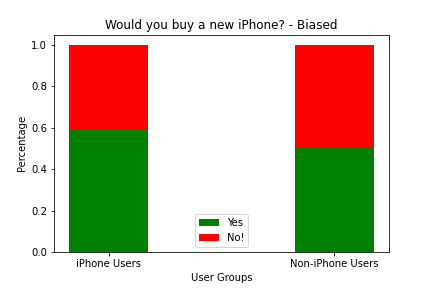 Would you buy a new iPhone? - Biased
1.0
0.8
0.6
0.4
0.2
0.0
Percentage
Yes
No!
iPhone Users
Non-iPhone Users
User Groups